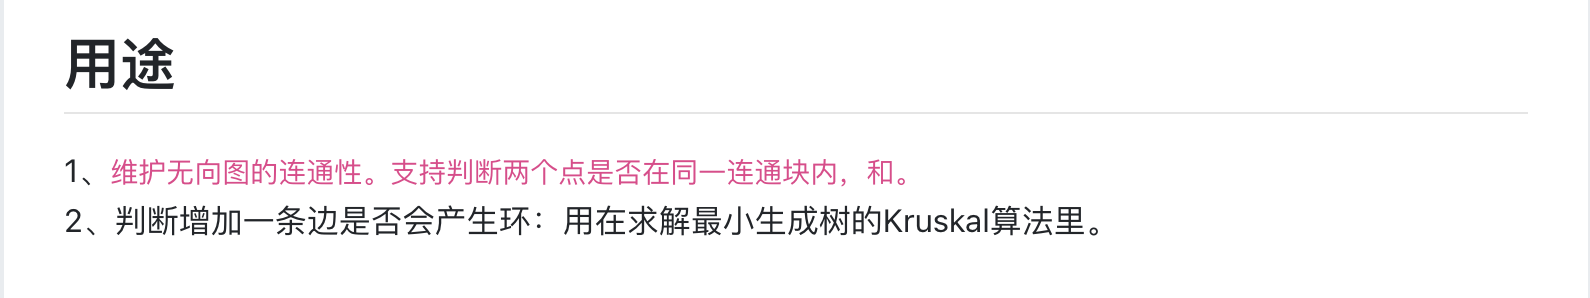 用途
1、维护无向图的连通性。支持判断两个点是否在同一连通块内，和。
2、判断增加一条边是否会产生环：用在求解最小生成树的Kruskal算法里。